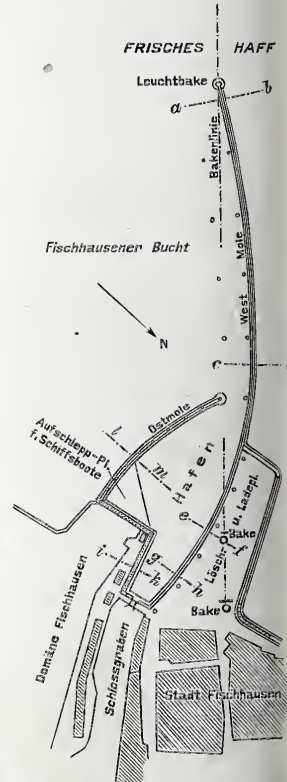 FRISCHES HAFF
Leuchtbake
a
b
Bakenlinie
West Mole
Fischhausener Bucht
N
c
Ostmole
Aufschlepp-Pl.
f. Schiffsboote
l
m
Hafen
e
f
Lösch-
u. Ladepl.
Bake
i
k
g
h
Bake
Domäne Fischhausen
Schlossgraben
Stadt Fischhausen